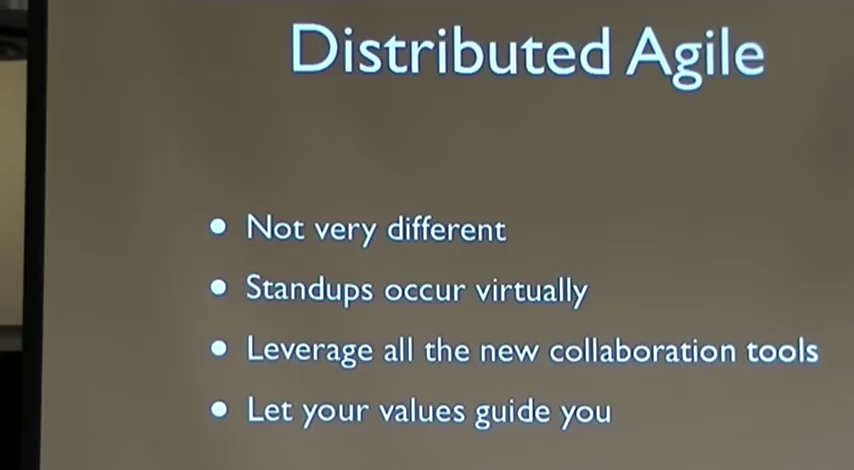 Distributed Agile
• Not very different
• Standups occur virtually
• Leverage all the new collaboration tools
• Let your values guide you